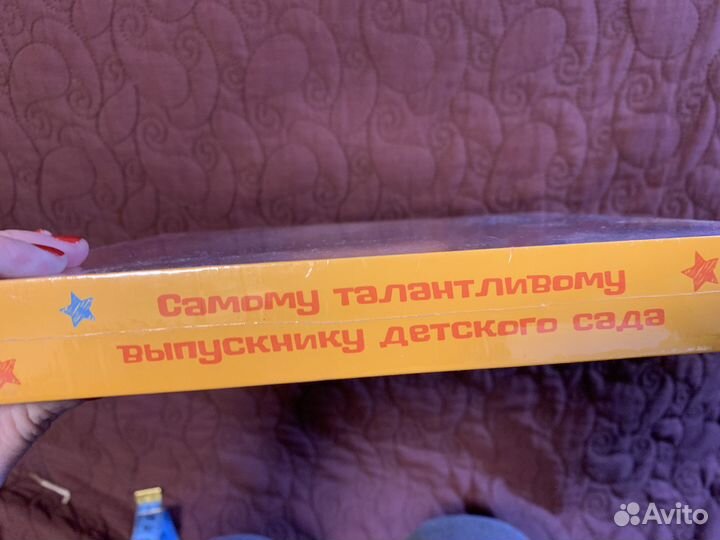 Самому талантливому
выпускнику детского сада
Avito